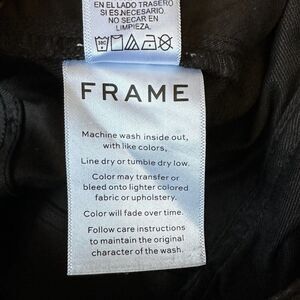 EN EL LADO TRASERO
SI ES NECESARIO.
NO SECAR EN
LIMPIEZA.
FRAME
Machine wash inside out,
with like colors,
Line dry or tumble dry low.
Color may transfer or
bleed onto lighter colored
fabric or upholstery.
Color will fade over time.
Follow care instructions
to maintain the original
character of the wash.